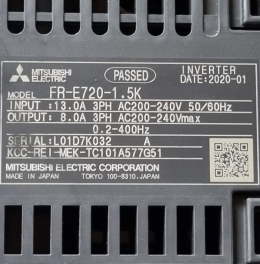 MITSUBISHI
ELECTRIC
PASSED
INVERTER
DATE:2020-01
MODEL FR-E720-1.5K
INPUT :13.0A 3PH AC200-240V 50/60Hz
OUTPUT: 8.0A 3PH AC200-240Vmax
0.2-400Hz
SERIAL:L01D7K032 A
KCC-REI-MEK-TC101A577G51
MITSUBISHI ELECTRIC CORPORATION
MADE IN JAPAN TOKYO 100-8310,JAPAN